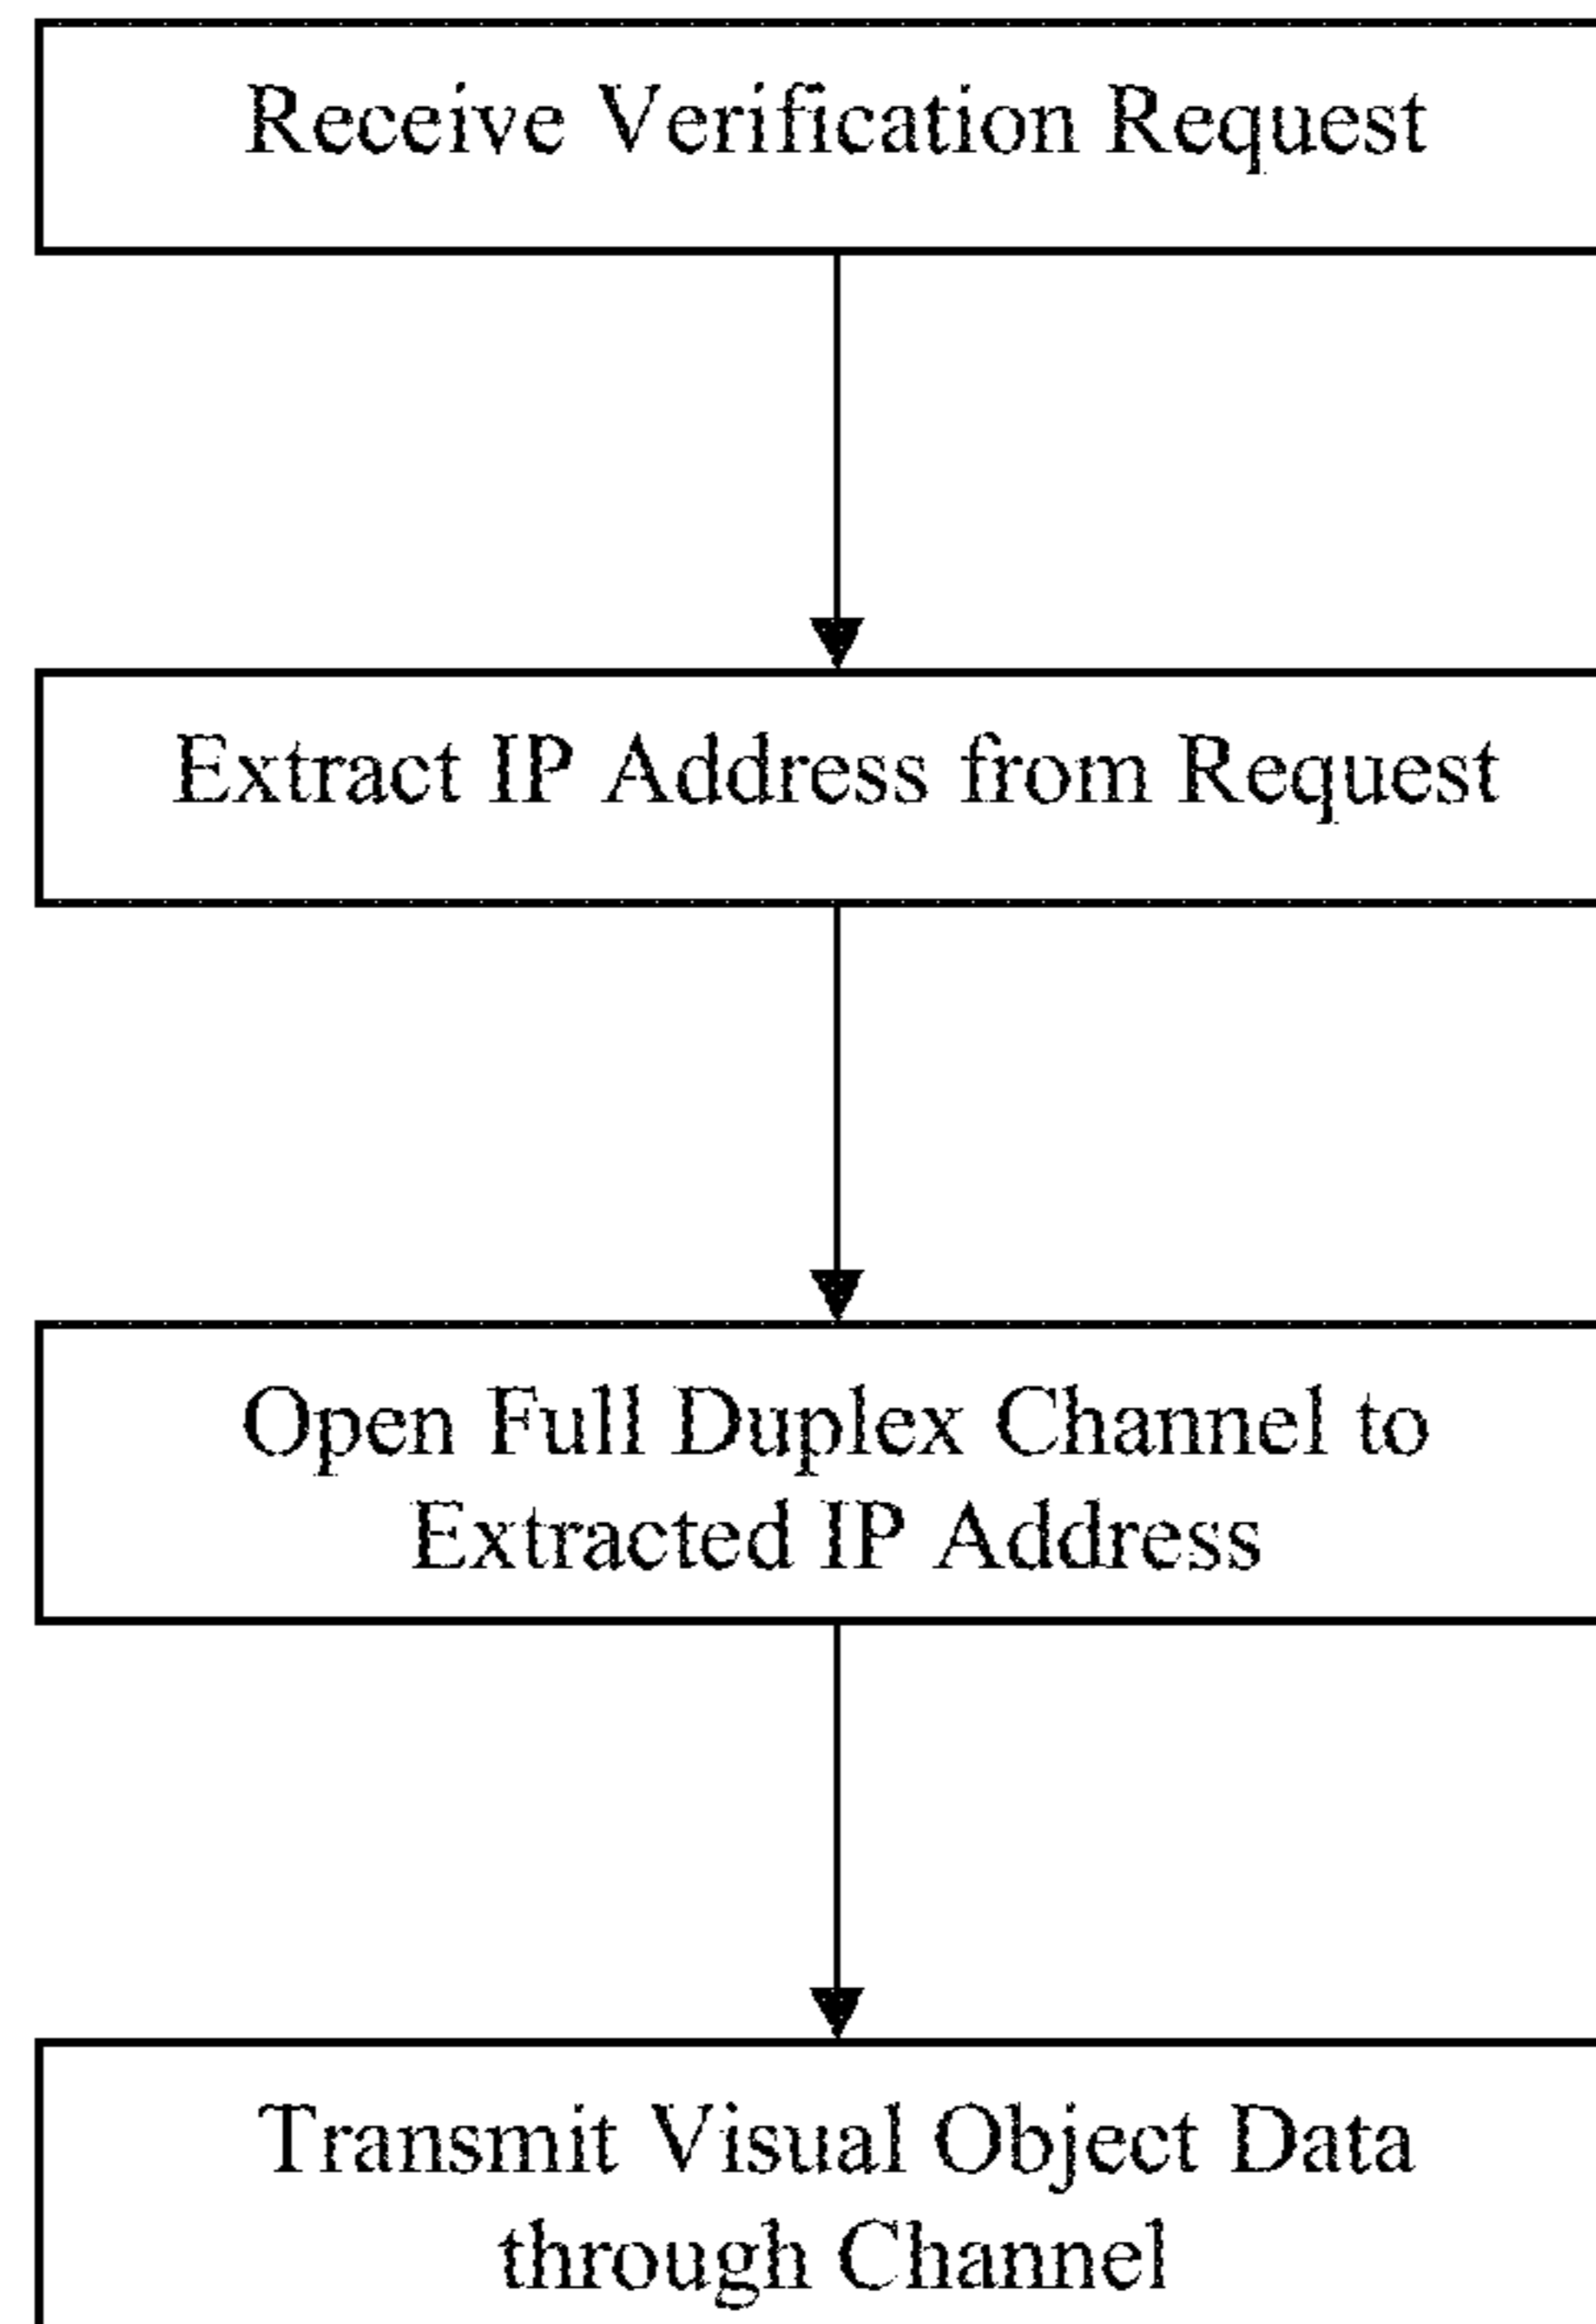 Receive Verification Request
Extract IP Address from Request
Open Full Duplex Channel to
Extracted IP Address
Transmit Visual Object Data
through Channel